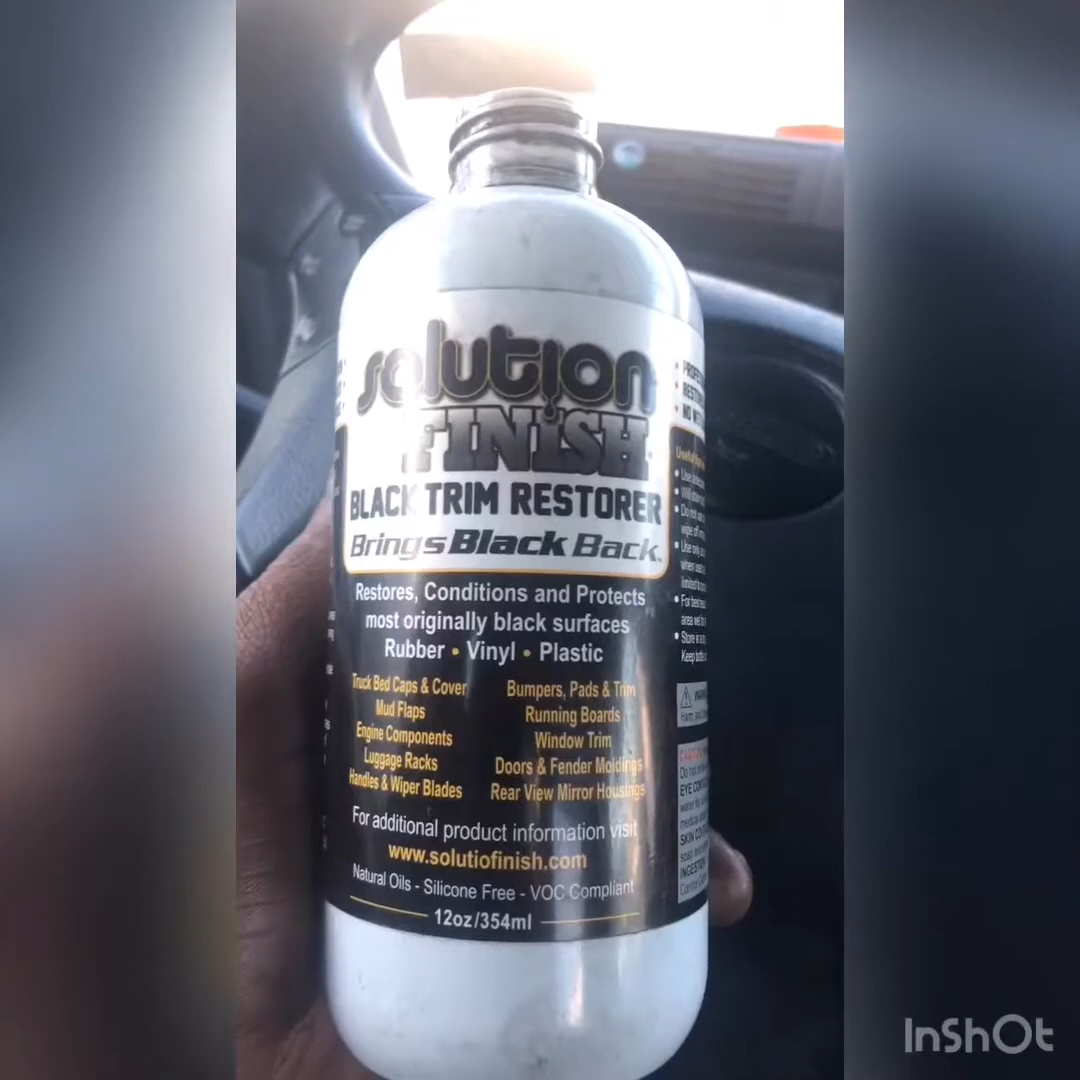 solution
FINISH
BLACK TRIM RESTORER
Brings Black Back
Restores, Conditions and Protects
most originally black surfaces
Rubber • Vinyl • Plastic
Truck Bed Caps & Cover
Mud Flaps
Engine Components
Luggage Racks
Handles & Wiper Blades
Bumpers, Pads & Trim
Running Boards
Window Trim
Doors & Fender Moldings
Rear View Mirror Housings
For additional product information visit
www.solutiofinish.com
Natural Oils - Silicone Free - VOC Compliant
12oz/354ml
EYE
SKIN
INGESTION
InShOt